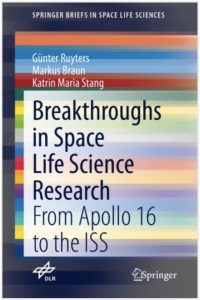 SPRINGER BRIEFS IN SPACE LIFE SCIENCES
Günter Ruyters
Markus Braun
Katrin Maria Stang
Breakthroughs
in Space
Life Science
Research
From Apollo 16
to the ISS
DLR
Springer